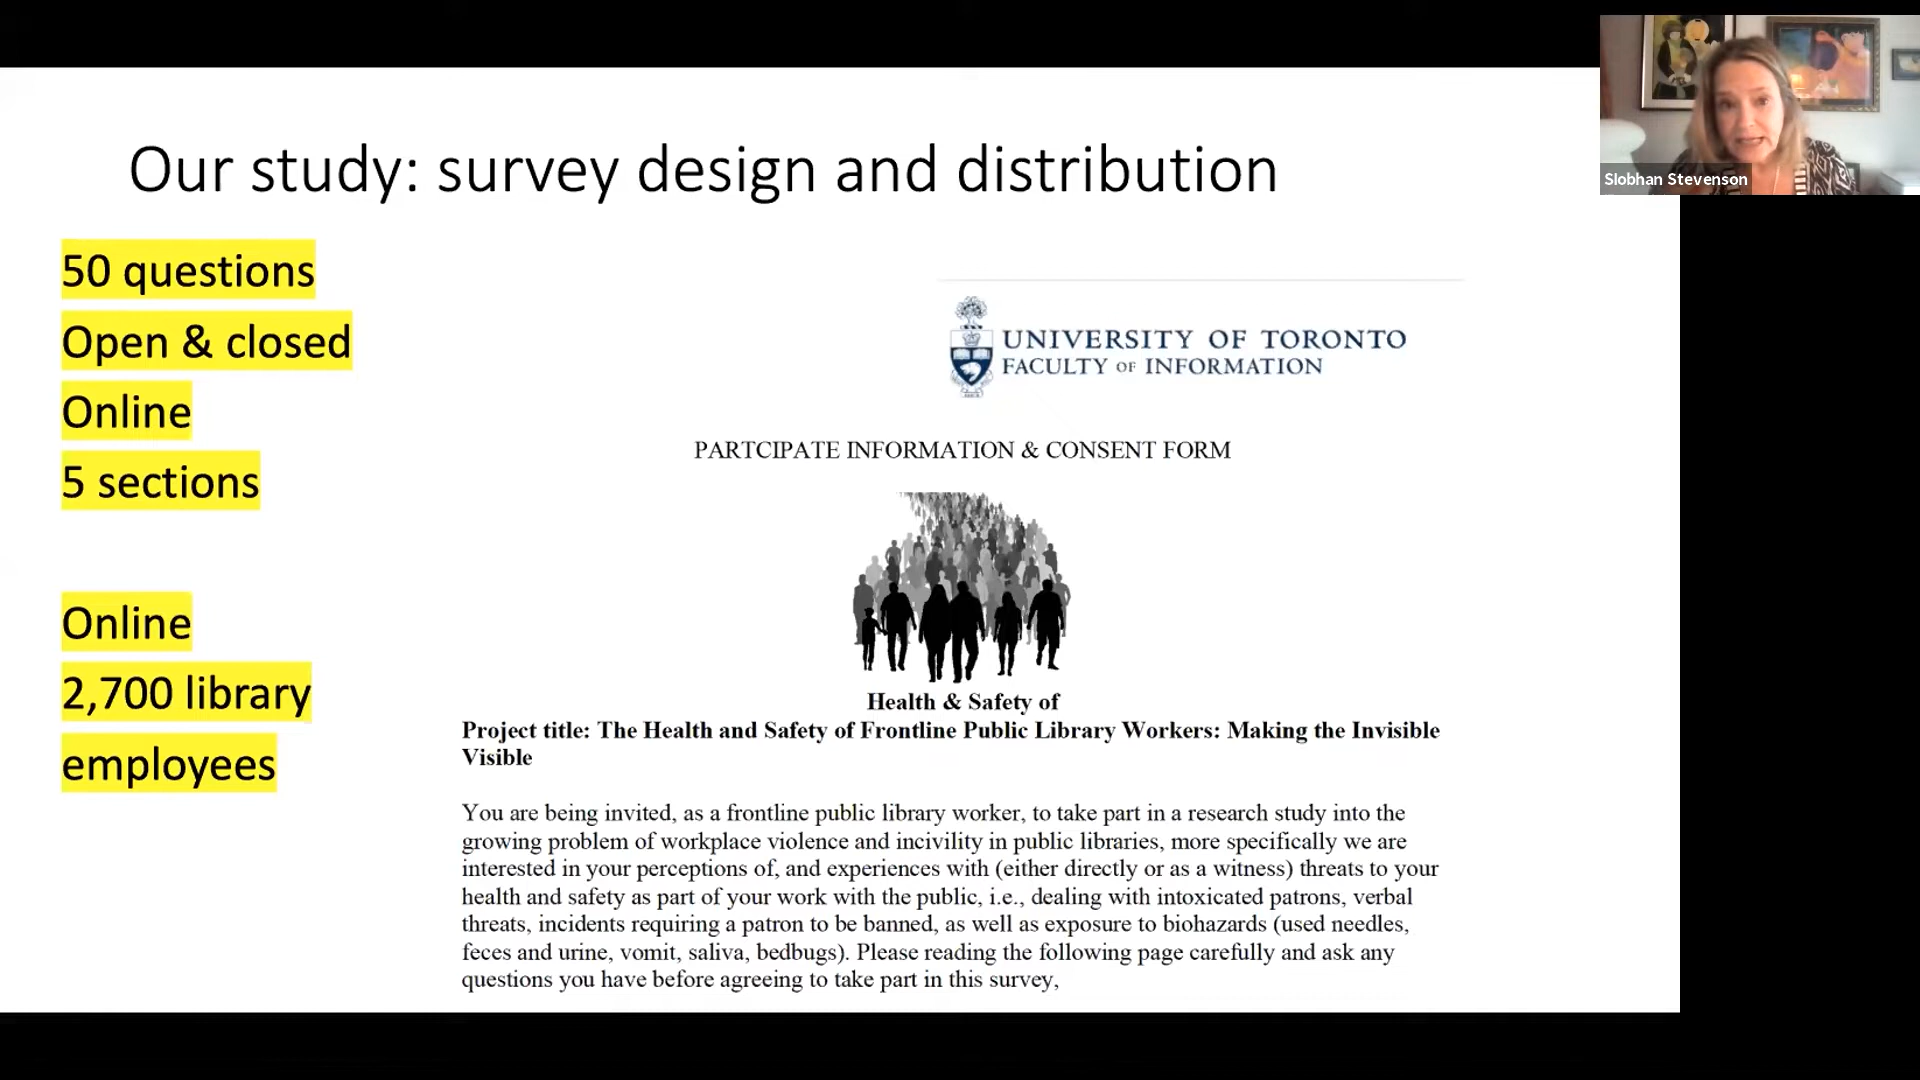 Our study: survey design and distribution
SIobhan Stevenson
50 questions
Open & closed
Online
5 sections
Online
2,700 library
employees
UNIVERSITY OF TORONTO
FACULTY OF INFORMATION
PARTCIPATE INFORMATION & CONSENT FORM
Health & Safety of
Project title: The Health and Safety of Frontline Public Library Workers: Making the Invisible
Visible
You are being invited, as a frontline public library worker, to take part in a research study into the
growing problem of workplace violence and incivility in public libraries, more specifically we are
interested in your perceptions of, and experiences with (either directly or as a witness) threats to your
health and safety as part of your work with the public, i.e., dealing with intoxicated patrons, verbal
threats, incidents requiring a patron to be banned, as well as exposure to biohazards (used needles,
feces and urine, vomit, saliva, bedbugs). Please reading the following page carefully and ask any
questions you have before agreeing to take part in this survey,